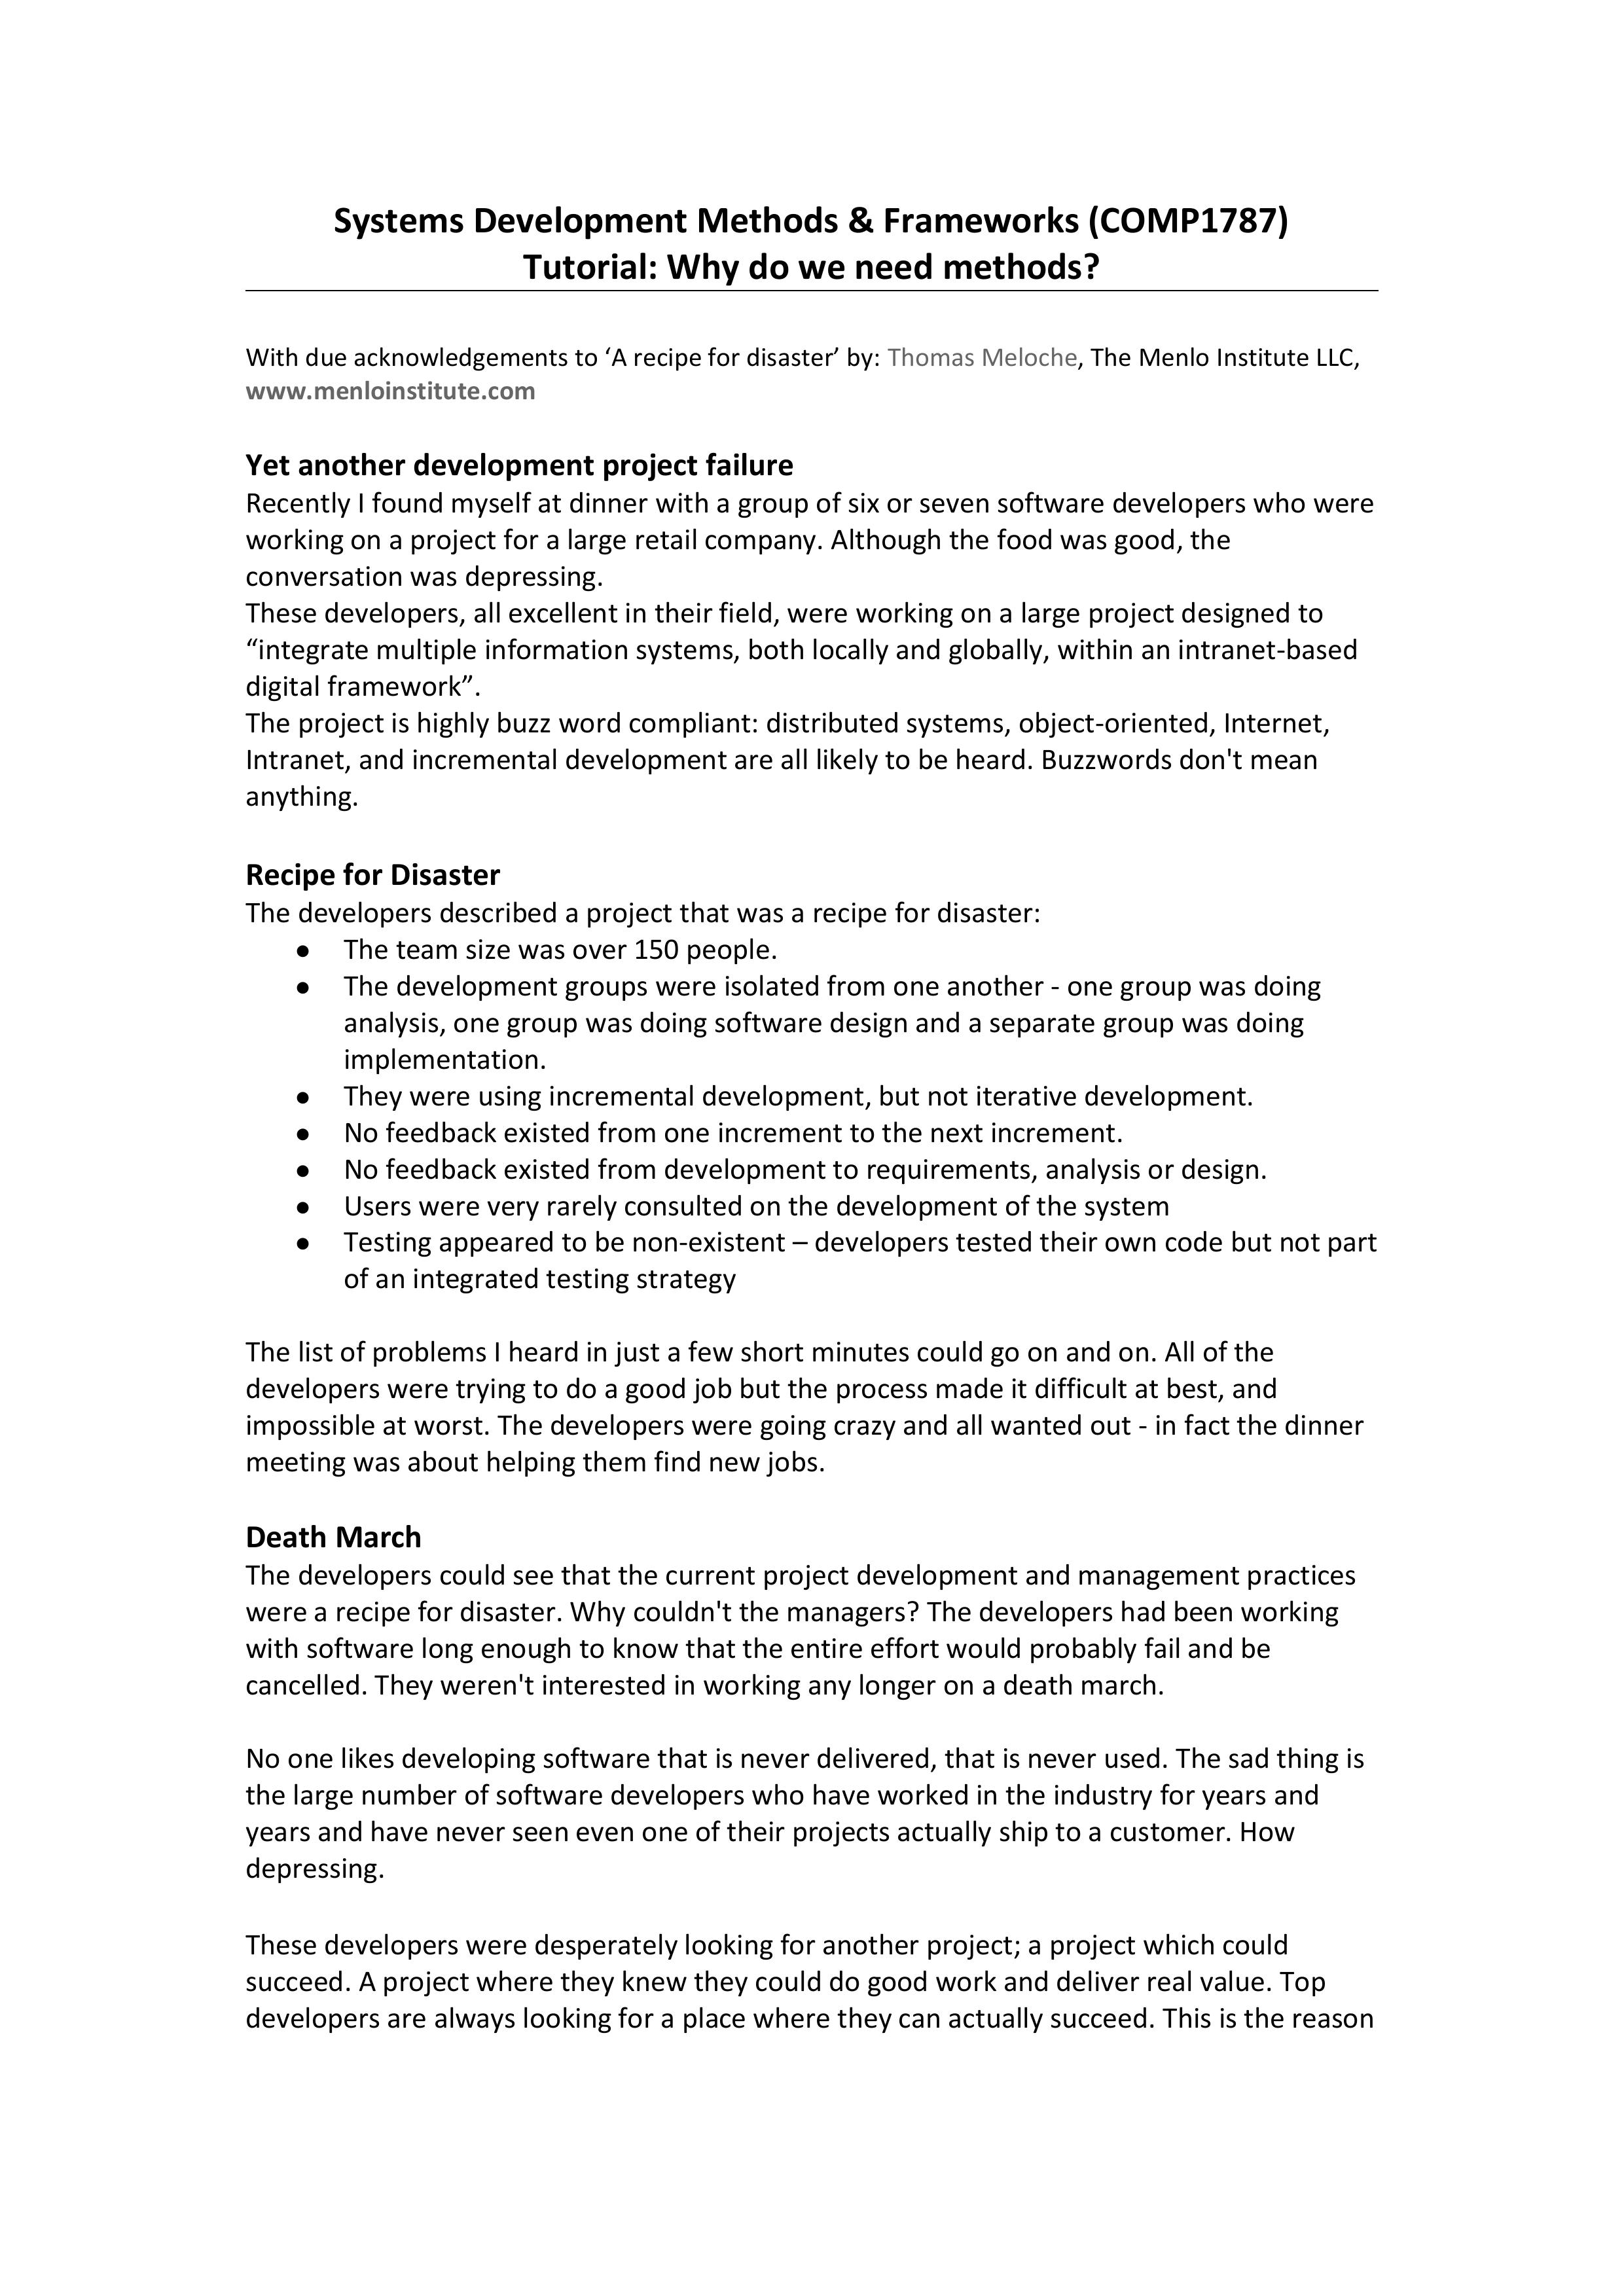 Systems Development Methods & Frameworks (COMP1787)
Tutorial: Why do we need methods?
With due acknowledgements to ‘A recipe for disaster’ by: Thomas Meloche, The Menlo Institute LLC,
www.menloinstitute.com
Yet another development project failure
Recently I found myself at dinner with a group of six or seven software developers who were
working on a project for a large retail company. Although the food was good, the
conversation was depressing.
These developers, all excellent in their field, were working on a large project designed to
“integrate multiple information systems, both locally and globally, within an intranet-based
digital framework”.
The project is highly buzz word compliant: distributed systems, object-oriented, Internet,
Intranet, and incremental development are all likely to be heard. Buzzwords don't mean
anything.
Recipe for Disaster
The developers described a project that was a recipe for disaster:
● The team size was over 150 people.
● The development groups were isolated from one another - one group was doing
analysis, one group was doing software design and a separate group was doing
implementation.
● They were using incremental development, but not iterative development.
● No feedback existed from one increment to the next increment.
● No feedback existed from development to requirements, analysis or design.
● Users were very rarely consulted on the development of the system
● Testing appeared to be non-existent – developers tested their own code but not part
of an integrated testing strategy
The list of problems I heard in just a few short minutes could go on and on. All of the
developers were trying to do a good job but the process made it difficult at best, and
impossible at worst. The developers were going crazy and all wanted out - in fact the dinner
meeting was about helping them find new jobs.
Death March
The developers could see that the current project development and management practices
were a recipe for disaster. Why couldn't the managers? The developers had been working
with software long enough to know that the entire effort would probably fail and be
cancelled. They weren't interested in working any longer on a death march.
No one likes developing software that is never delivered, that is never used. The sad thing is
the large number of software developers who have worked in the industry for years and
years and have never seen even one of their projects actually ship to a customer. How
depressing.
These developers were desperately looking for another project; a project which could
succeed. A project where they knew they could do good work and deliver real value. Top
developers are always looking for a place where they can actually succeed. This is the reason